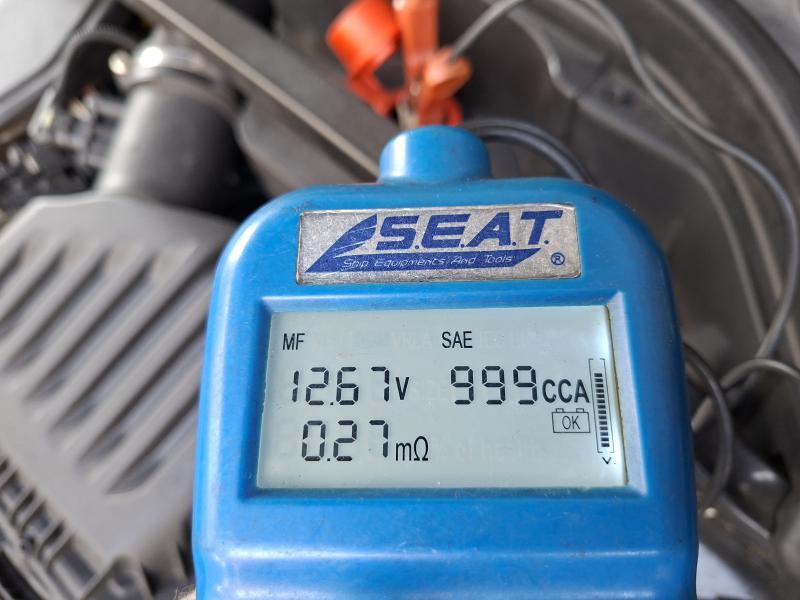 S.E.A.T.
Ship Equipments And Tools ®
MF SAE
12.67V 999CCA
OK
0.27mΩ